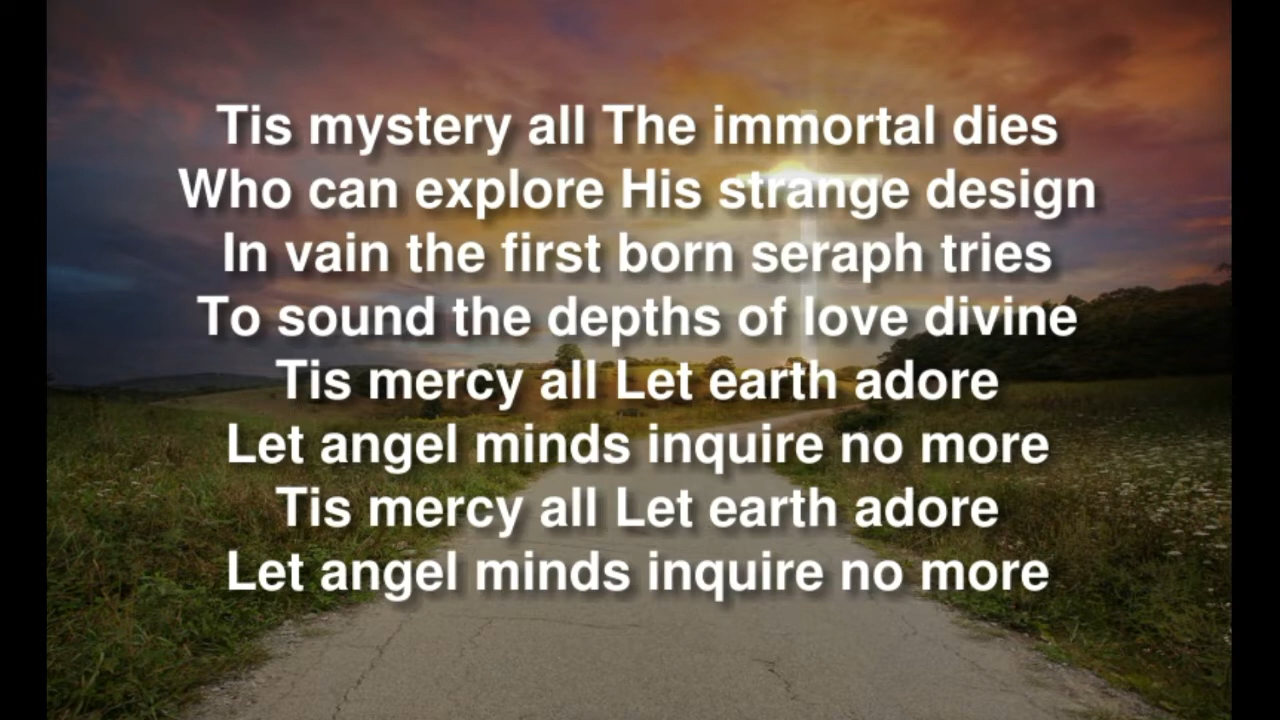 Tis mystery all The immortal dies
Who can explore His strange design
In vain the first born seraph tries
To sound the depths of love divine
Tis mercy all Let earth adore
Let angel minds inquire no more
Tis mercy all Let earth adore
Let angel minds inquire no more